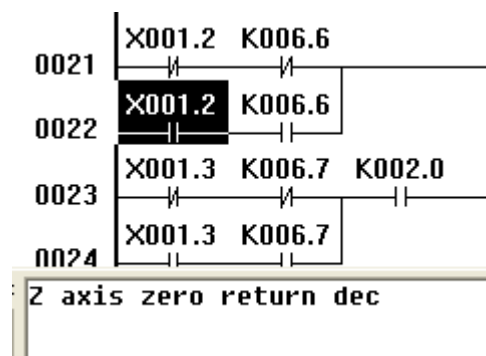 X001.2 K006.6
0021
X001.2 K006.6
0022
X001.3 K006.7 K002.0
0023
X001.3 K006.7
0024
Z axis zero return dec